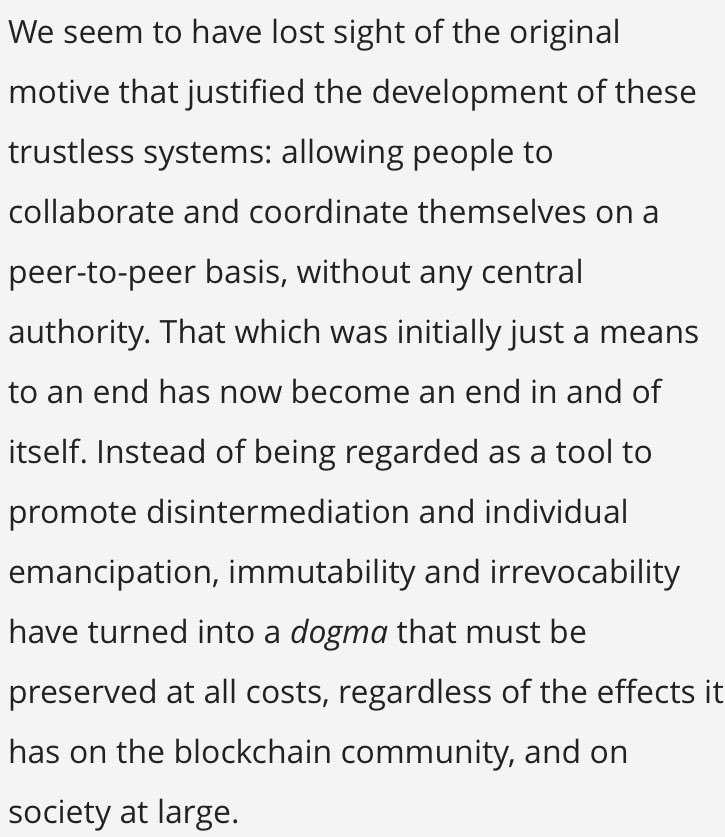 We seem to have lost sight of the original
motive that justified the development of these
trustless systems: allowing people to
collaborate and coordinate themselves on a
peer-to-peer basis, without any central
authority. That which was initially just a means
to an end has now become an end in and of
itself. Instead of being regarded as a tool to
promote disintermediation and individual
emancipation, immutability and irrevocability
have turned into a dogma that must be
preserved at all costs, regardless of the effects it
has on the blockchain community, and on
society at large.